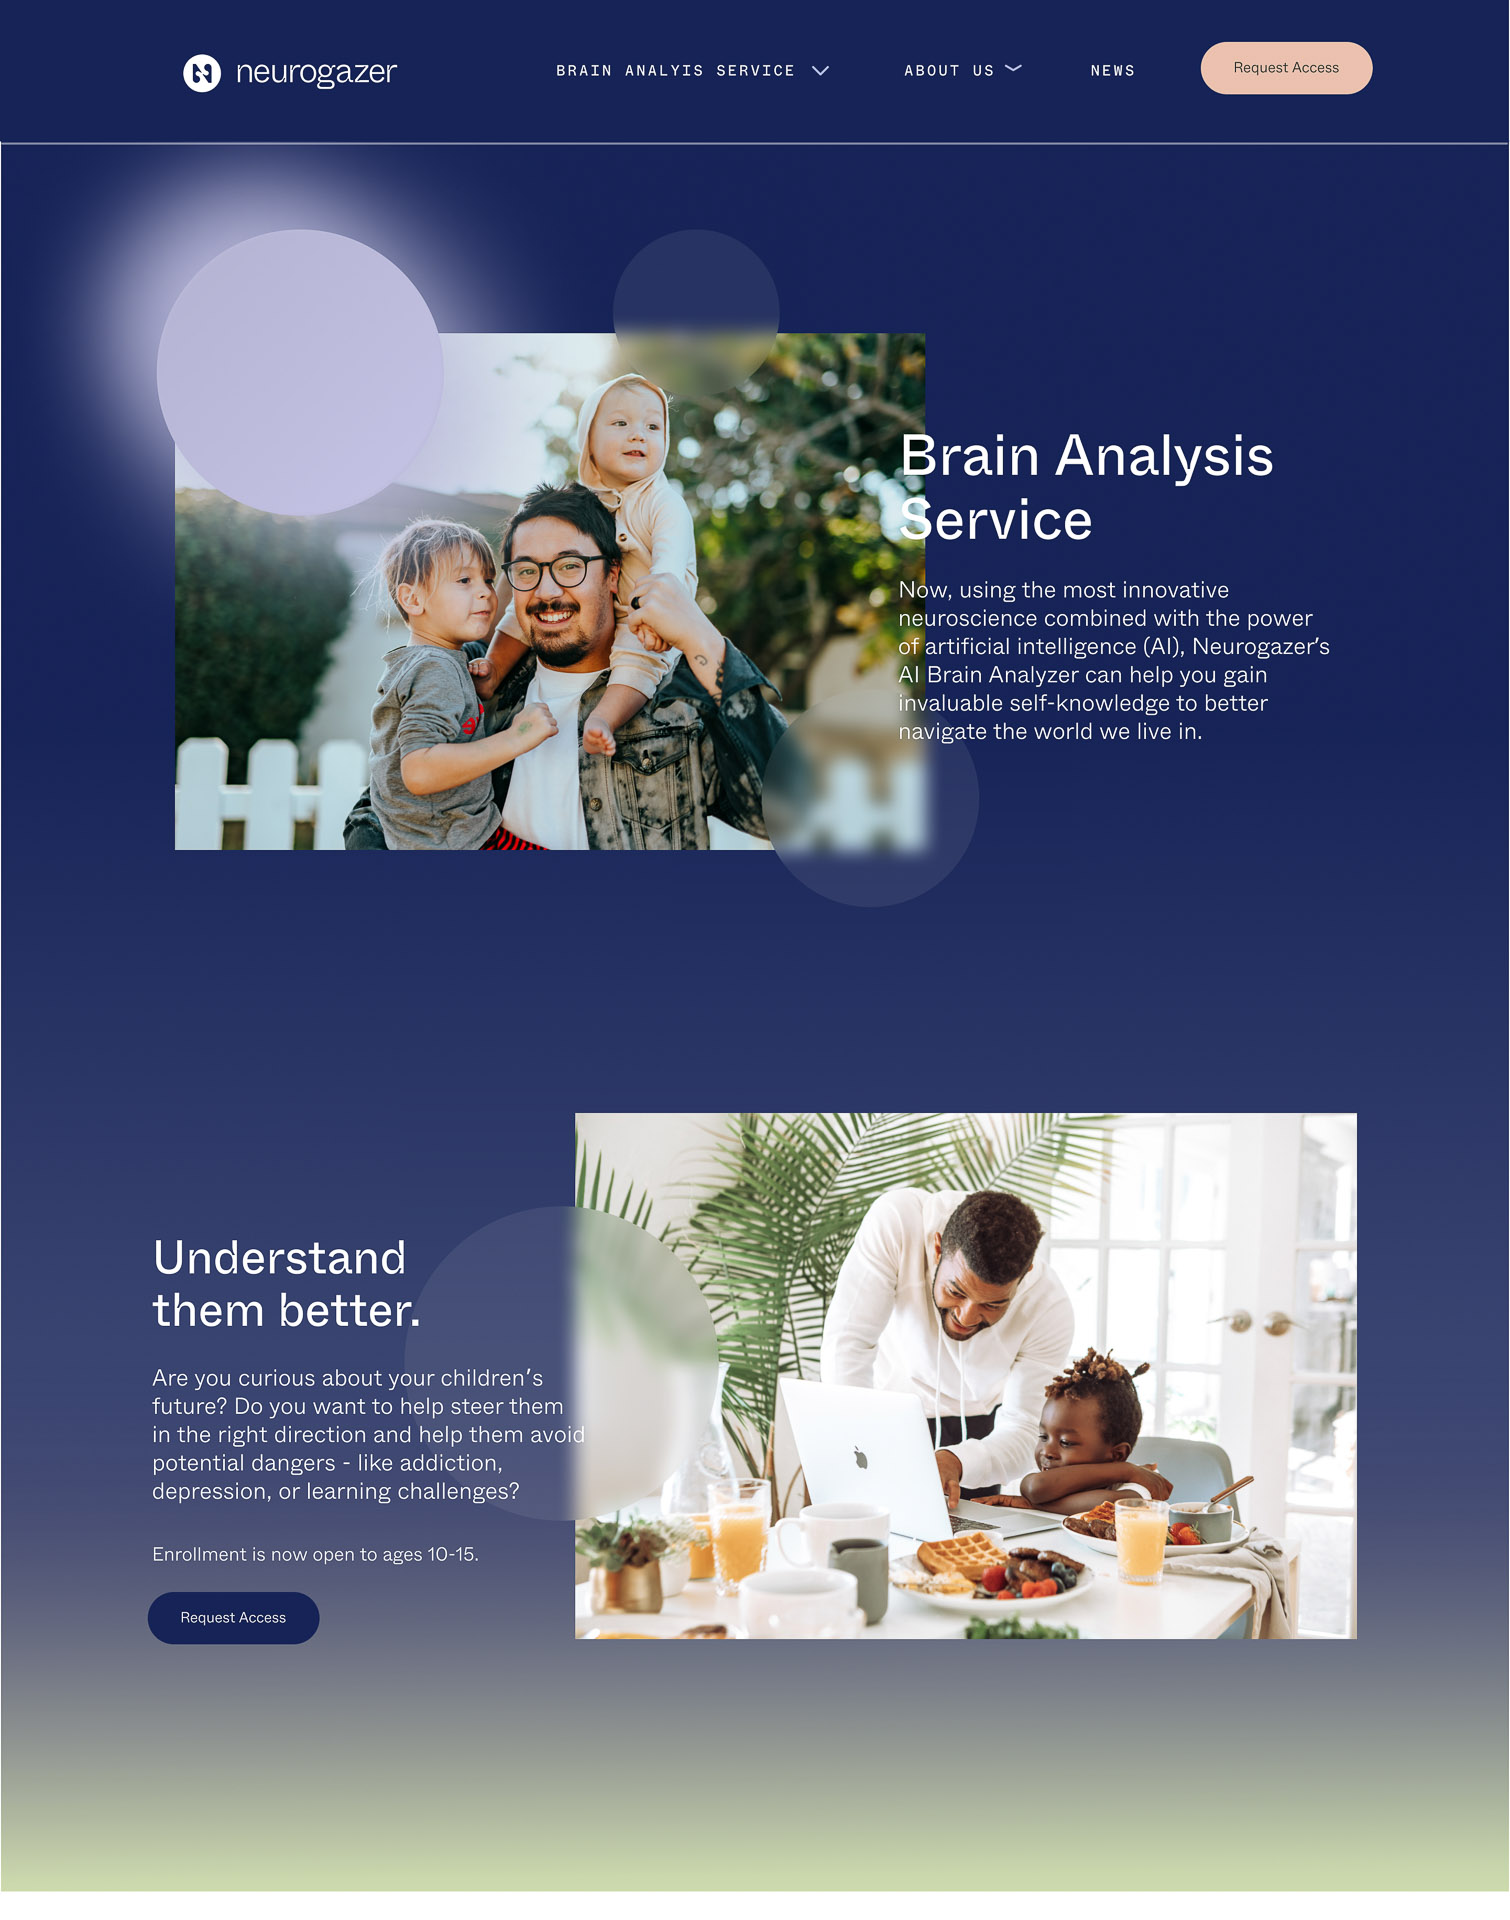 neurogazer
BRAIN ANALYIS SERVICE
ABOUT US
NEWS
Request Access
Brain Analysis
Service
Now, using the most innovative
neuroscience combined with the power
of artificial intelligence (AI), Neurogazer’s
AI Brain Analyzer can help you gain
invaluable self-knowledge to better
navigate the world we live in.
Understand
them better.
Are you curious about your children’s
future? Do you want to help steer them
in the right direction and help them avoid
potential dangers - like addiction,
depression, or learning challenges?
Enrollment is now open to ages 10-15.
Request Access